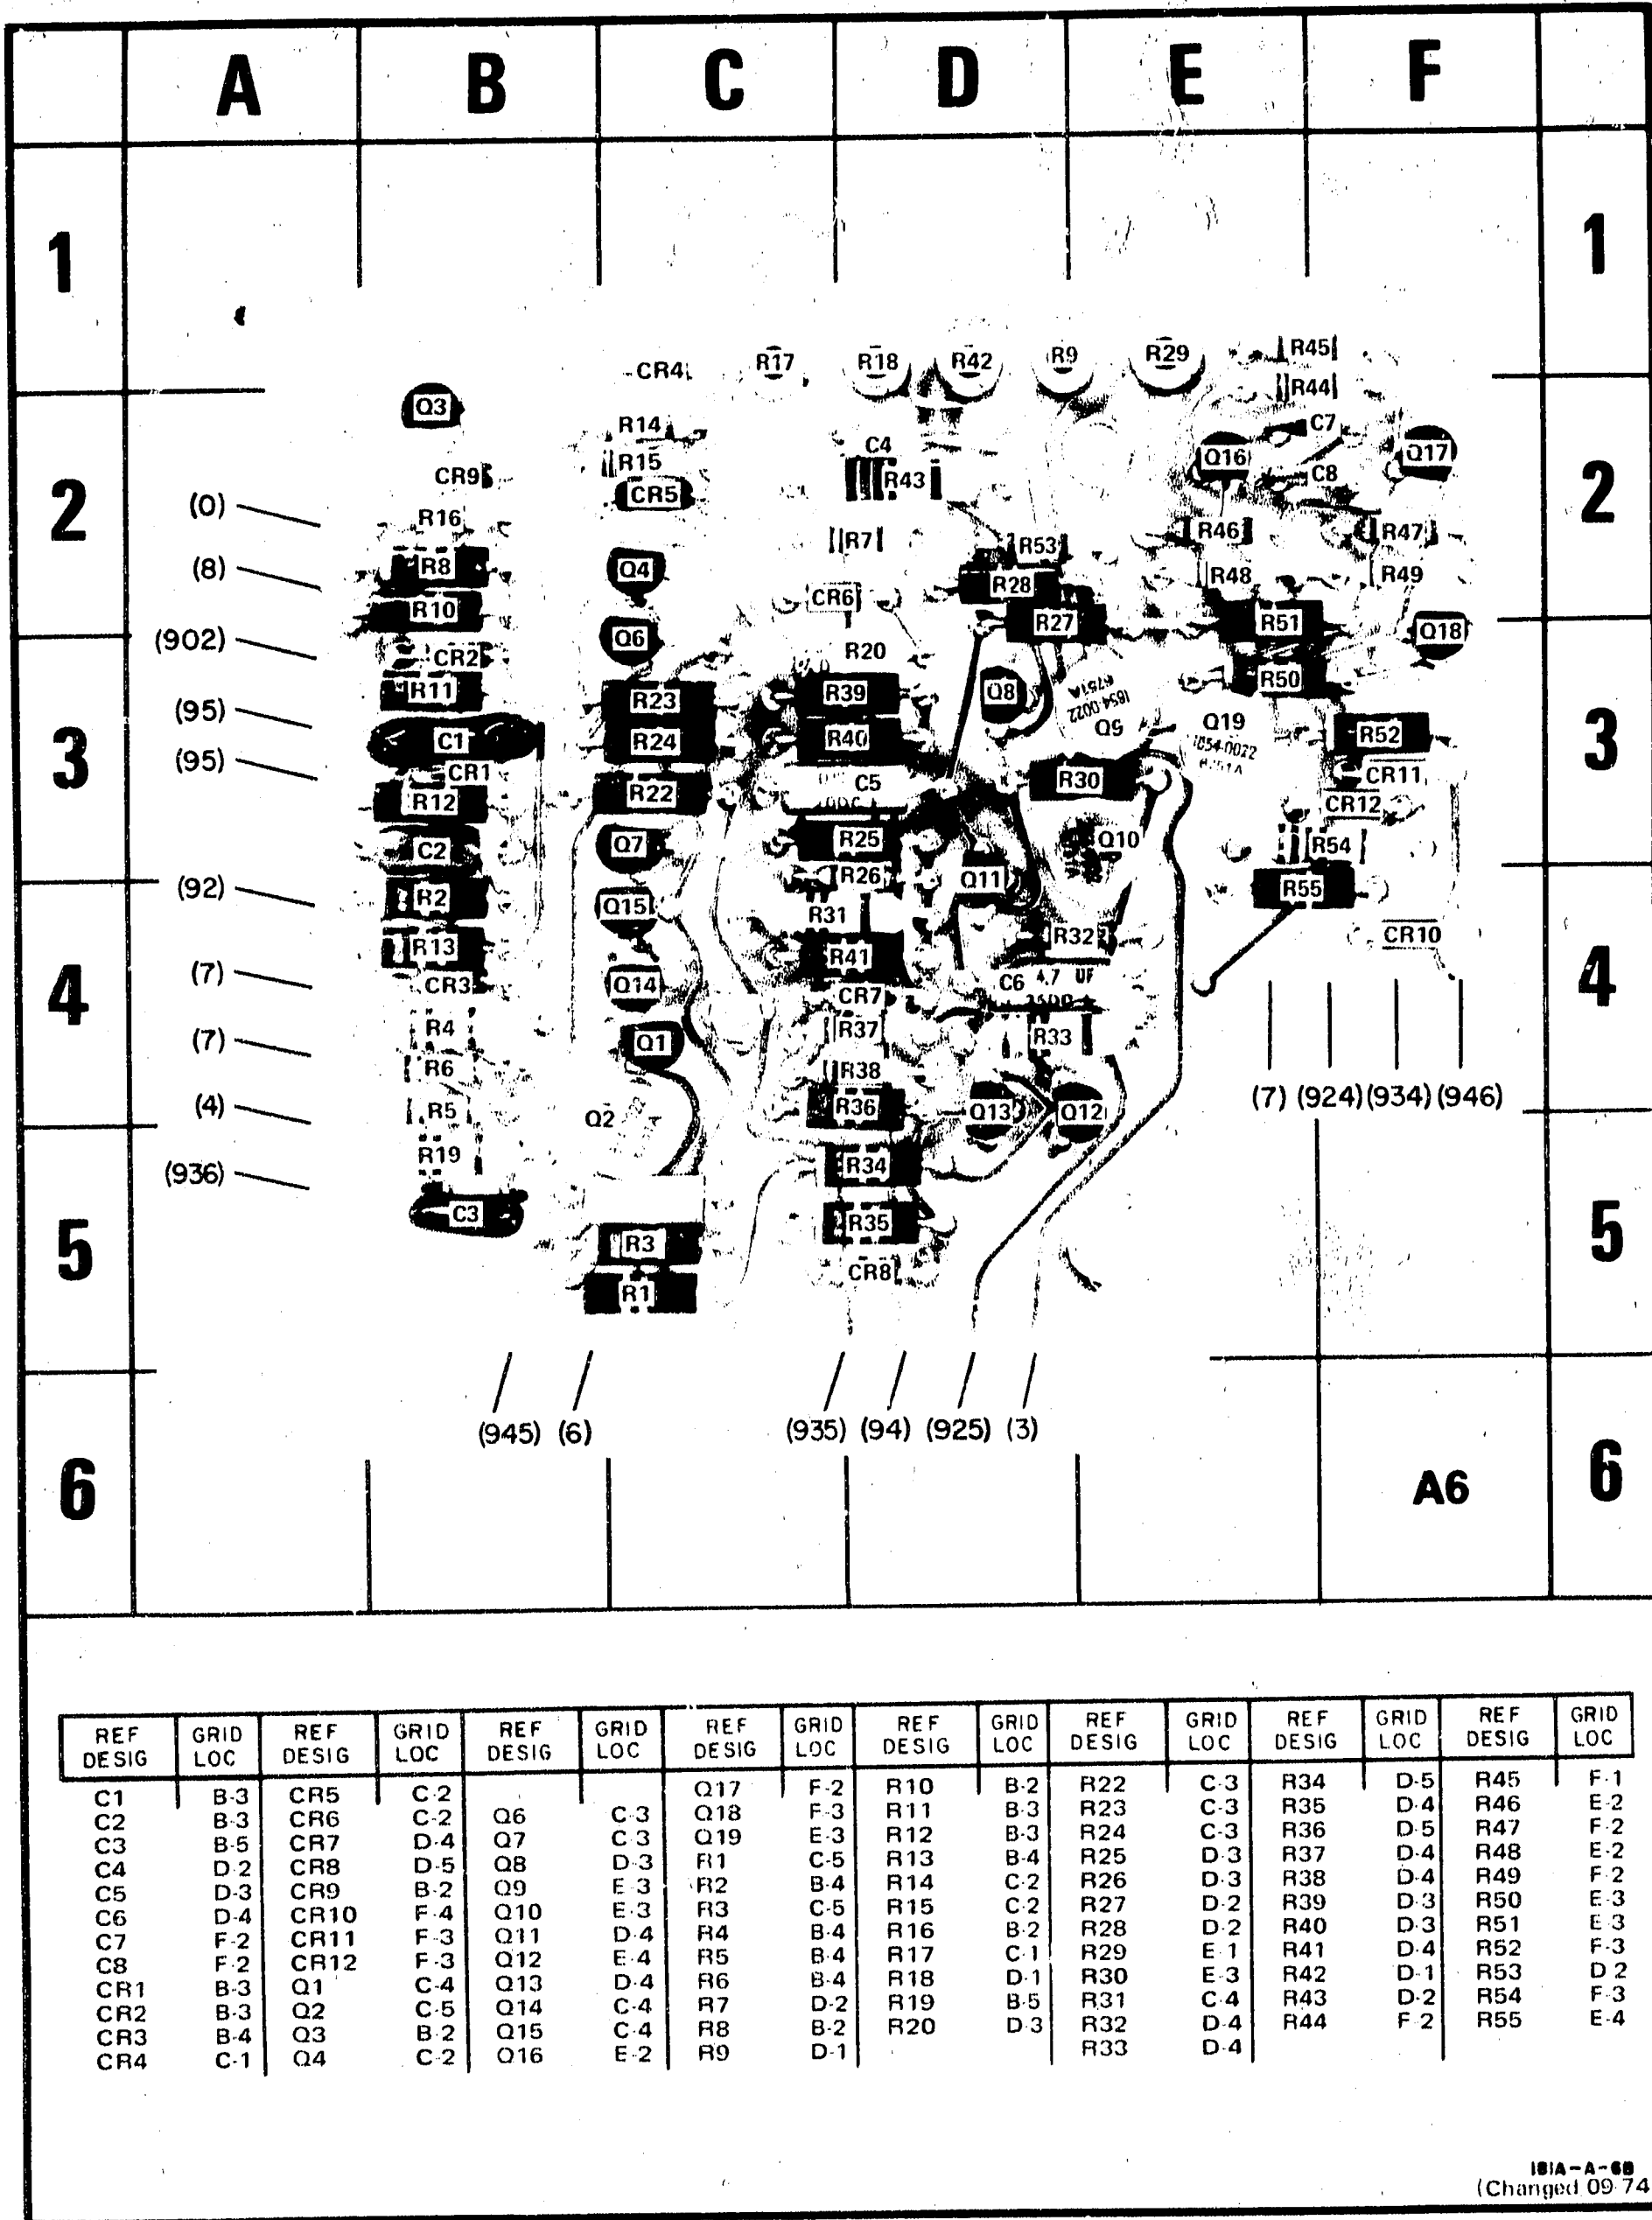 A B C D E F
1 1
R45
CR4 R17 R18 R42 R9 R29
R44
Q3
R14 C4 C7
Q16 Q17
R15
CR9 CR5 R43 C8
2 2
(0) R16
R7 R53 R46 R47
(8) R8 Q4 R28 R48 R49
R10 CR6
R27 R51 Q18
(902) Q6
CR2 R20
R11 R23 R39 Q8 R50
1854-0022
(95) Q9 Q19
C1 R24 R40 R52
1854-0022
3 3
(95) CR1 C5 R30 CR11
R12 R22 CR12
C2 Q7 R25 Q10 R54
R26 Q11
(92) R2 Q15 R31 R55
R13 R41 R32 CR10
4 4
(7) CR3 Q14 CR7 C6 4.7 UF
R4 R37 R33
(7) Q1
R6 R38
(7) (924) (934) (946)
(4) R5 Q2 R36 Q13 Q12
R19
(936) R34
C3 R35
5 5
R3
CR8
R1
(945) (6) (935) (94) (925) (3)
6 A6 6
REF DESIG GRID LOC REF DESIG GRID LOC REF DESIG GRID LOC REF DESIG GRID LOC REF DESIG GRID LOC REF DESIG GRID LOC REF DESIG GRID LOC REF DESIG GRID LOC
C1 B-3 CR5 C-2 Q17 F-2 R10 B-2 R22 C-3 R34 D-5 R45 F-1
C2 B-3 CR6 C-2 Q6 C-3 Q18 F-3 R11 B-3 R23 C-3 R35 D-4 R46 E-2
C3 B-5 CR7 D-4 Q7 C-3 Q19 E-3 R12 B-3 R24 C-3 R36 D-5 R47 F-2
C4 D-2 CR8 D-5 Q8 D-3 R1 C-5 R13 B-4 R25 D-3 R37 D-4 R48 E-2
C5 D-3 CR9 B-2 Q9 E-3 R2 B-4 R14 C-2 R26 D-3 R38 D-4 R49 F-2
C6 D-4 CR10 F-4 Q10 E-3 R3 C-5 R15 C-2 R27 D-2 R39 D-3 R50 E-3
C7 F-2 CR11 F-3 Q11 D-4 R4 B-4 R16 B-2 R28 D-2 R40 D-3 R51 E-3
C8 F-2 CR12 F-3 Q12 E-4 R5 B-4 R17 C-1 R29 E-1 R41 D-4 R52 F-3
CR1 B-3 Q1 C-4 Q13 D-4 R6 B-4 R18 D-1 R30 E-3 R42 D-1 R53 D-2
CR2 B-3 Q2 C-5 Q14 C-4 R7 D-2 R19 B-5 R31 C-4 R43 D-2 R54 F-3
CR3 B-4 Q3 B-2 Q15 C-4 R8 B-2 R20 D-3 R32 D-4 R44 F-2 R55 E-4
CR4 C-1 Q4 C-2 Q16 E-2 R9 D-1 R33 D-4
181A-A-6B
(Changed 09-74